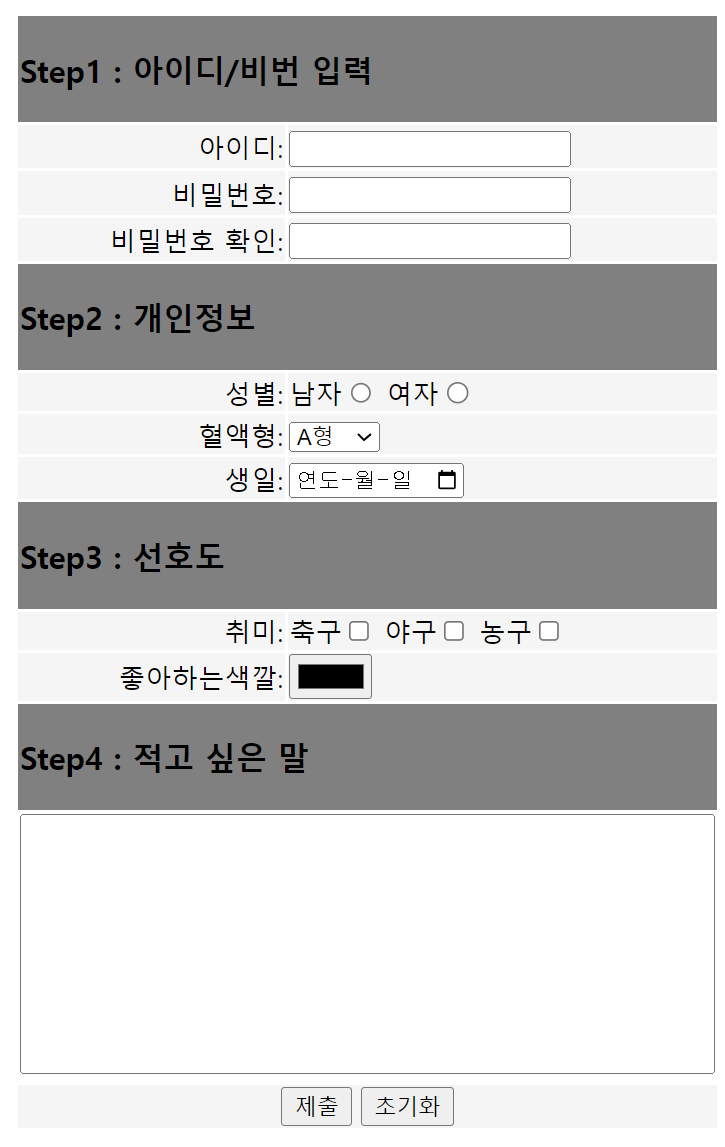 Step1 : 아이디/비번 입력
아이디:
비밀번호:
비밀번호 확인:
Step2 : 개인정보
성별: 남자 여자
혈액형: A형
생일: 연도-월-일
Step3 : 선호도
취미: 축구 야구 농구
좋아하는색깔:
Step4 : 적고 싶은 말
제출 초기화